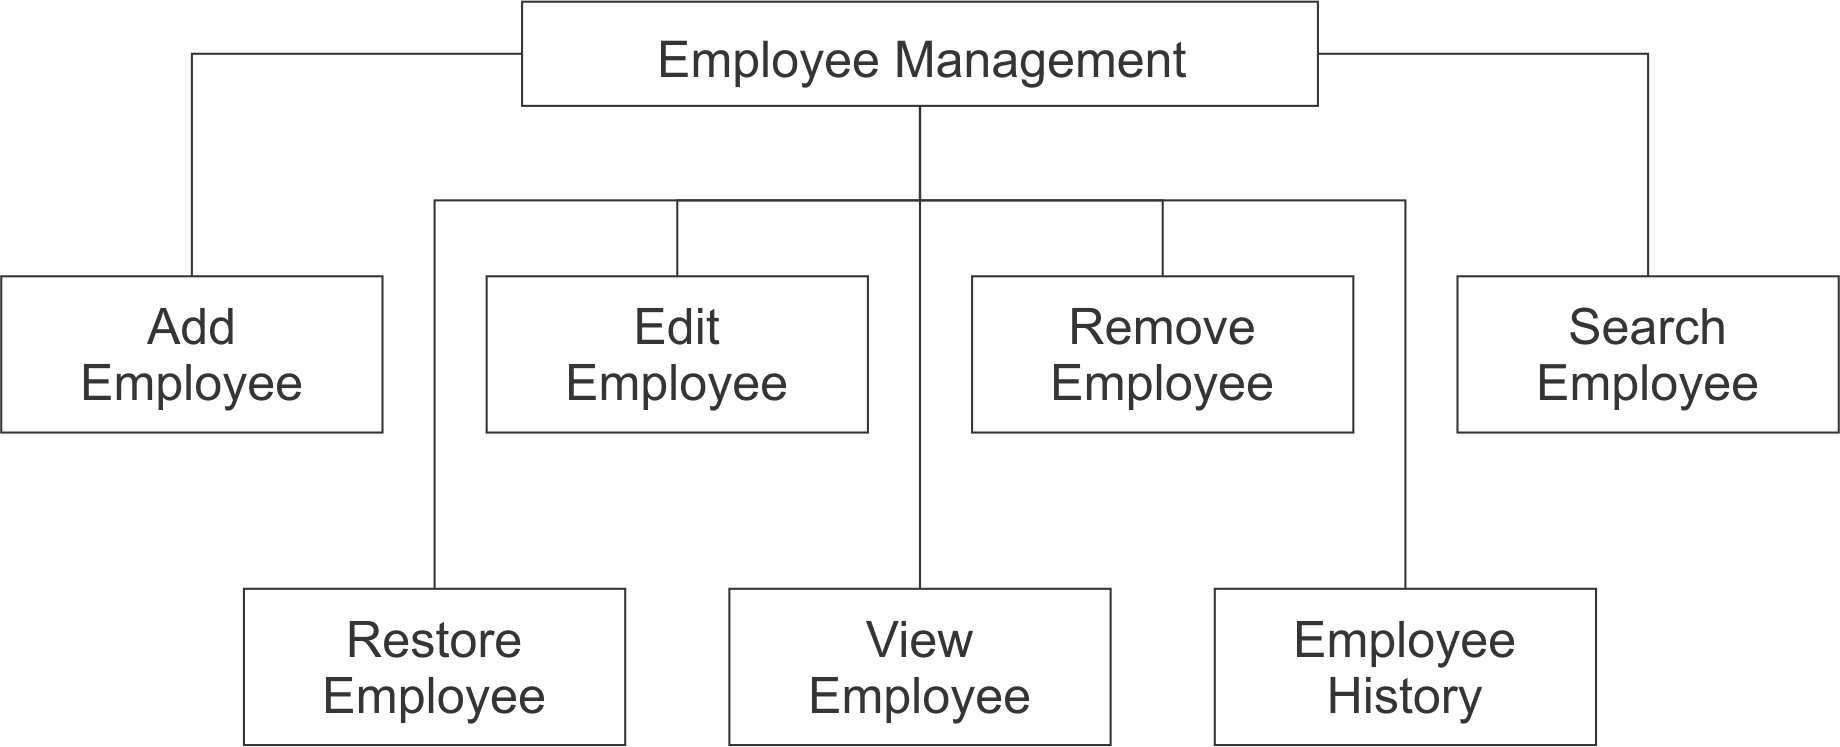 Employee Management
Add
Employee
Edit
Employee
Remove
Employee
Search
Employee
Restore
Employee
View
Employee
Employee
History